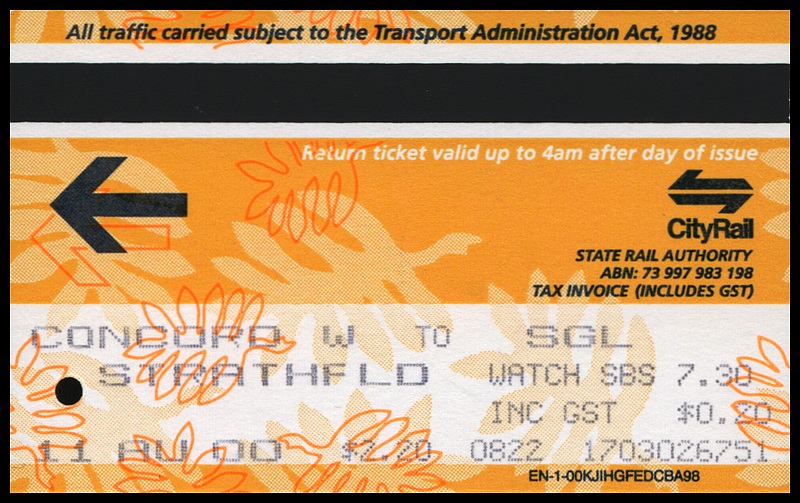 All traffic carried subject to the Transport Administration Act, 1988
Return ticket valid up to 4am after day of issue
CityRail
STATE RAIL AUTHORITY
ABN: 73 997 983 198
TAX INVOICE (INCLUDES GST)
CONCORD W TO SGL
STRATHFLD WATCH SBS 7.30
INC GST $0.20
11 AU 00 $2.20 0822 1703026751
EN-1-00KJIHGFEDCBA98